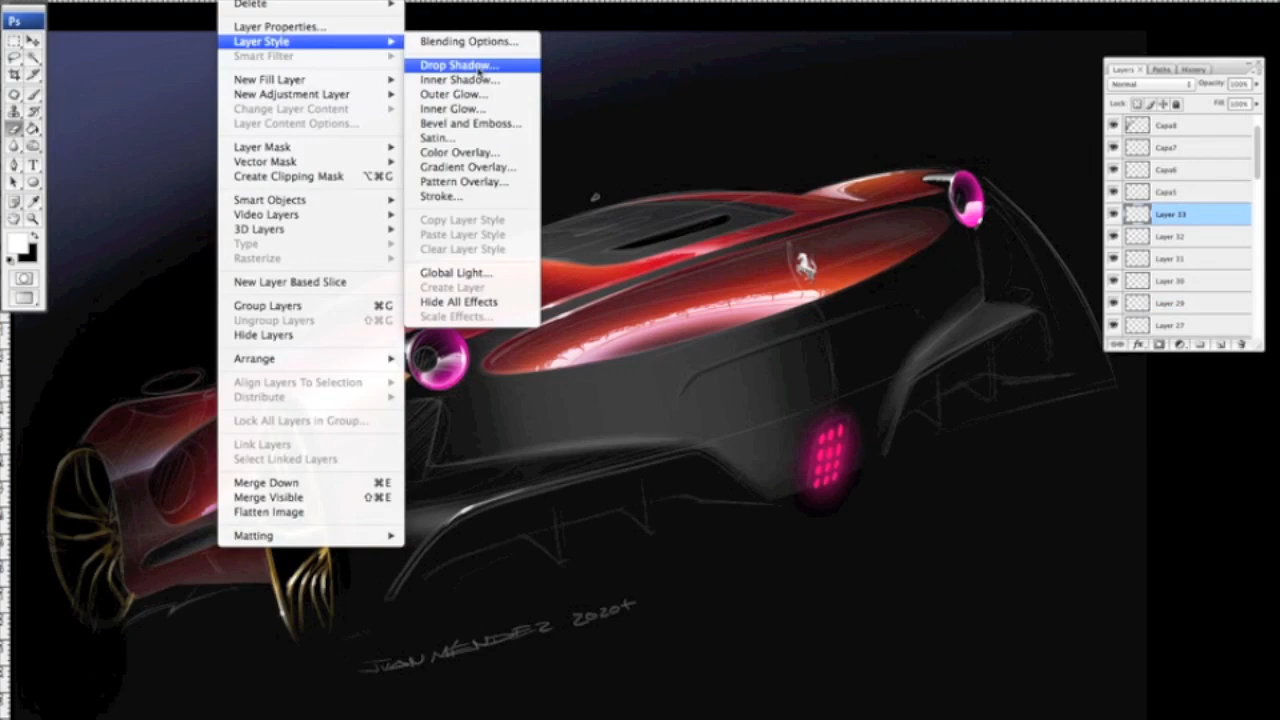 Ps
Delete
Layer Properties...
Layer Style
Smart Filter
New Fill Layer
New Adjustment Layer
Change Layer Content
Layer Content Options...
Layer Mask
Vector Mask
Create Clipping Mask ⌥⌘G
Smart Objects
Video Layers
3D Layers
Type
Rasterize
New Layer Based Slice
Group Layers ⌘G
Ungroup Layers ⇧⌘G
Hide Layers
Arrange
Align Layers To Selection
Distribute
Lock All Layers in Group...
Link Layers
Select Linked Layers
Merge Down ⌘E
Merge Visible ⇧⌘E
Flatten Image
Matting
Blending Options...
Drop Shadow...
Inner Shadow...
Outer Glow...
Inner Glow...
Bevel and Emboss...
Satin...
Color Overlay...
Gradient Overlay...
Pattern Overlay...
Stroke...
Copy Layer Style
Paste Layer Style
Clear Layer Style
Global Light...
Create Layer
Hide All Effects
Scale Effects...
Layers × Paths History
Normal Opacity: 100%
Lock: Fill: 100%
Capa8
Capa7
Capa6
Capa5
Layer 33
Layer 32
Layer 31
Layer 30
Layer 29
Layer 27
fx
T
JUAN MÉNDEZ 2020+